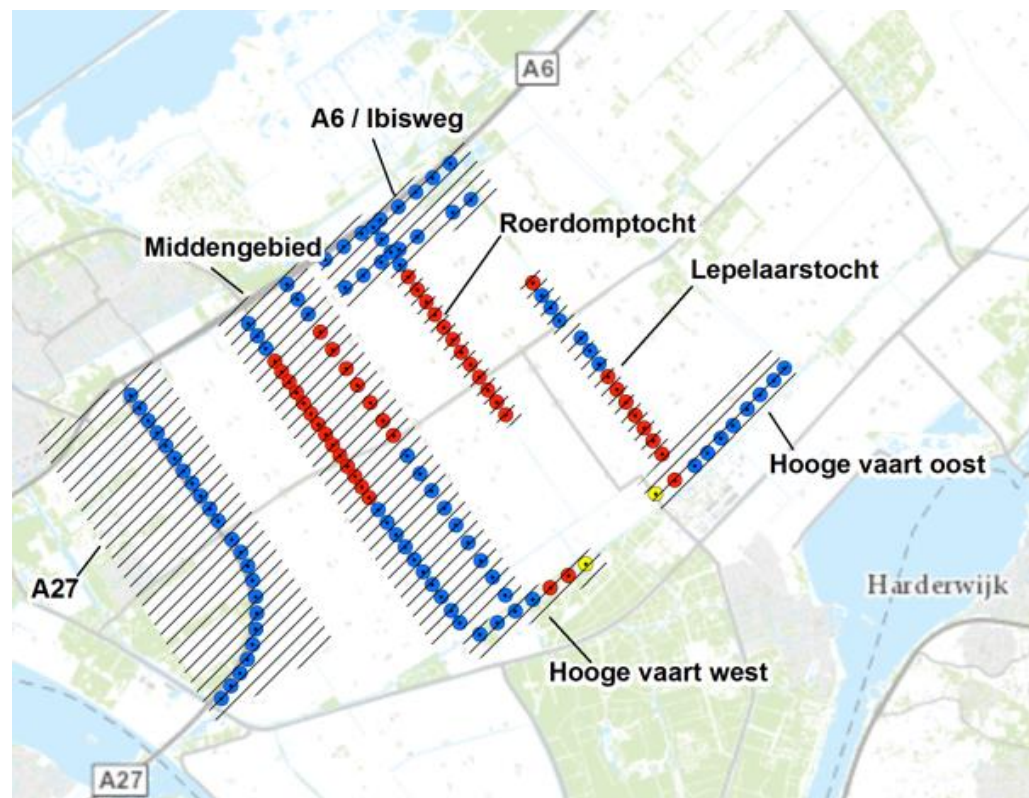 A6
A6 / Ibisweg
Roerdomptocht
Middengebied
Lepelaarstocht
Hooge vaart oost
A27
Harderwijk
Hooge vaart west
A27